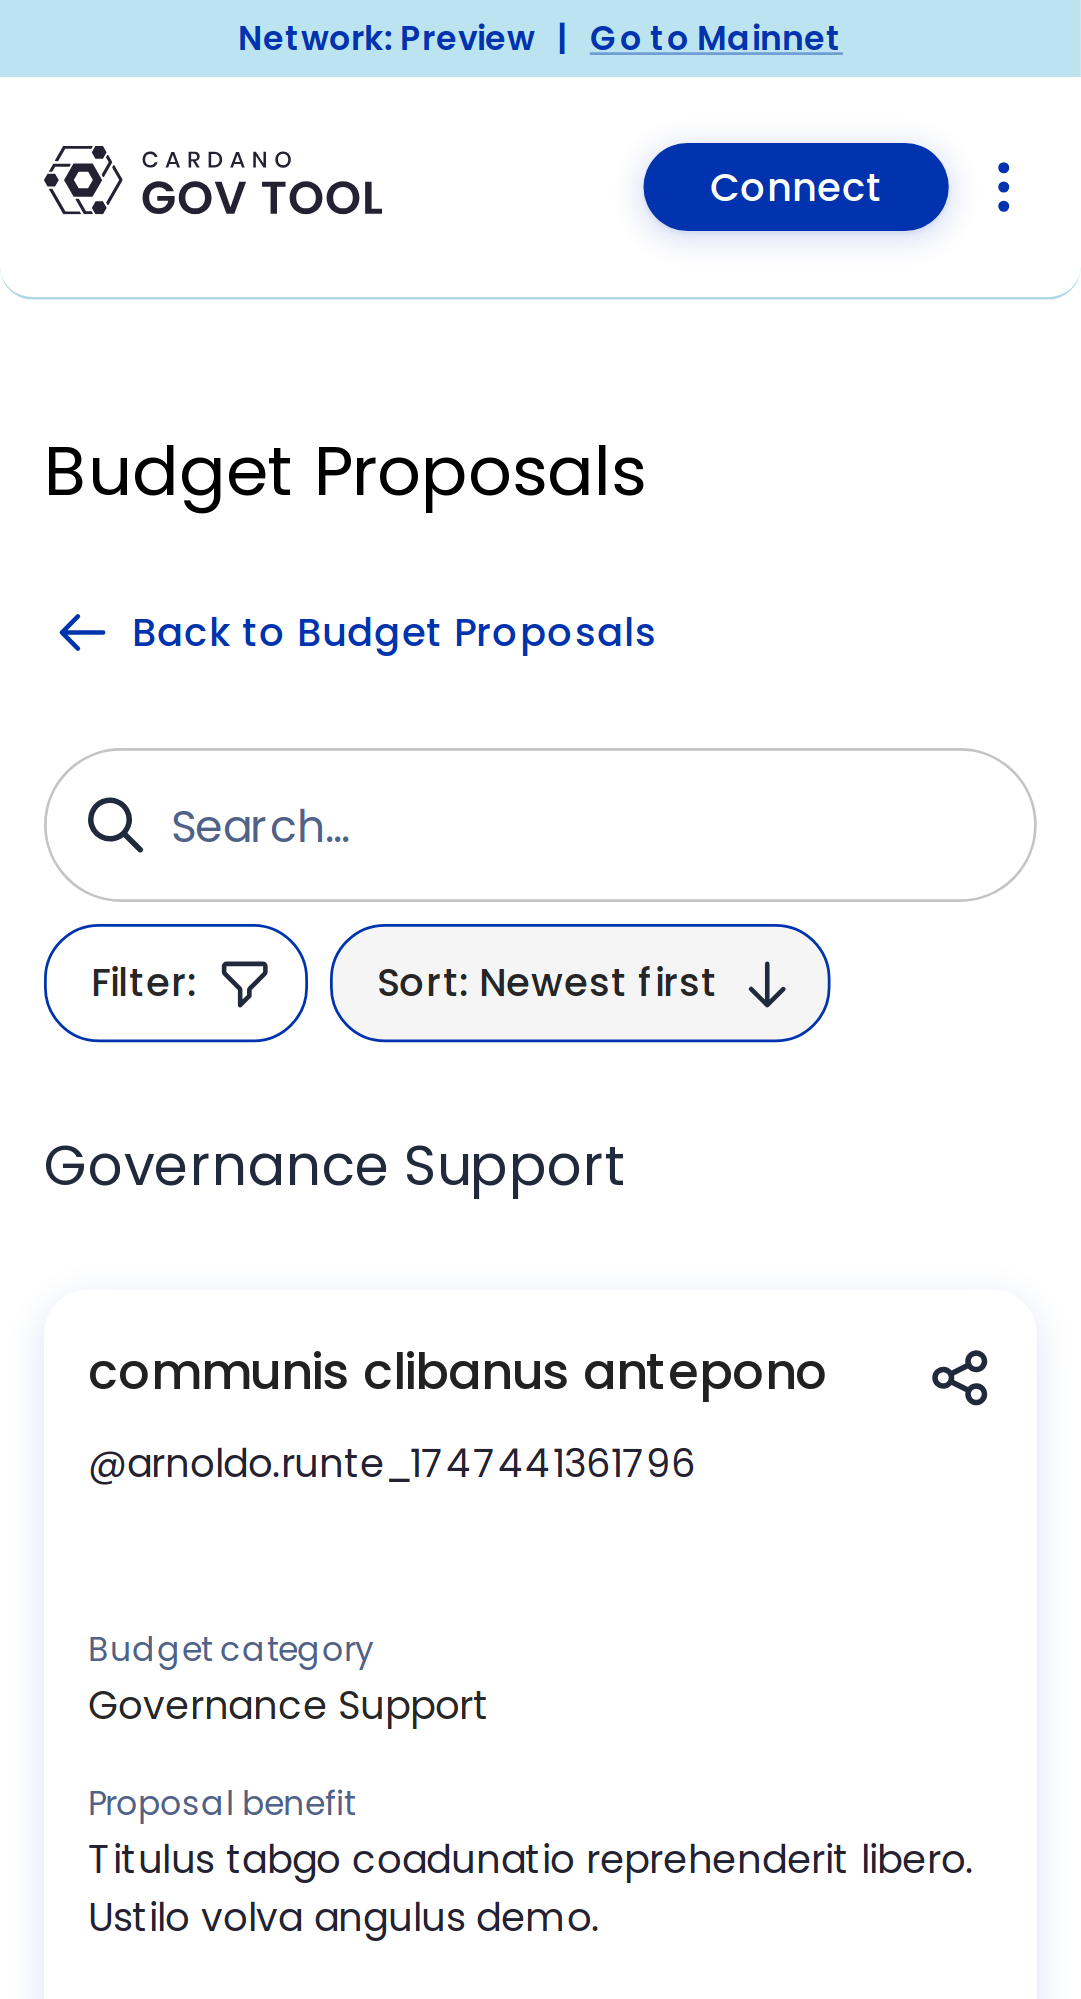 Network: Preview | Go to Mainnet
CARDANO
GOV TOOL
Connect
Budget Proposals
Back to Budget Proposals
Search...
Filter:
Sort: Newest first
Governance Support
communis clibanus antepono
@arnoldo.runte_1747441361796
Budget category
Governance Support
Proposal benefit
Titulus tabgo coadunatio reprehenderit libero.
Ustilo volva angulus demo.